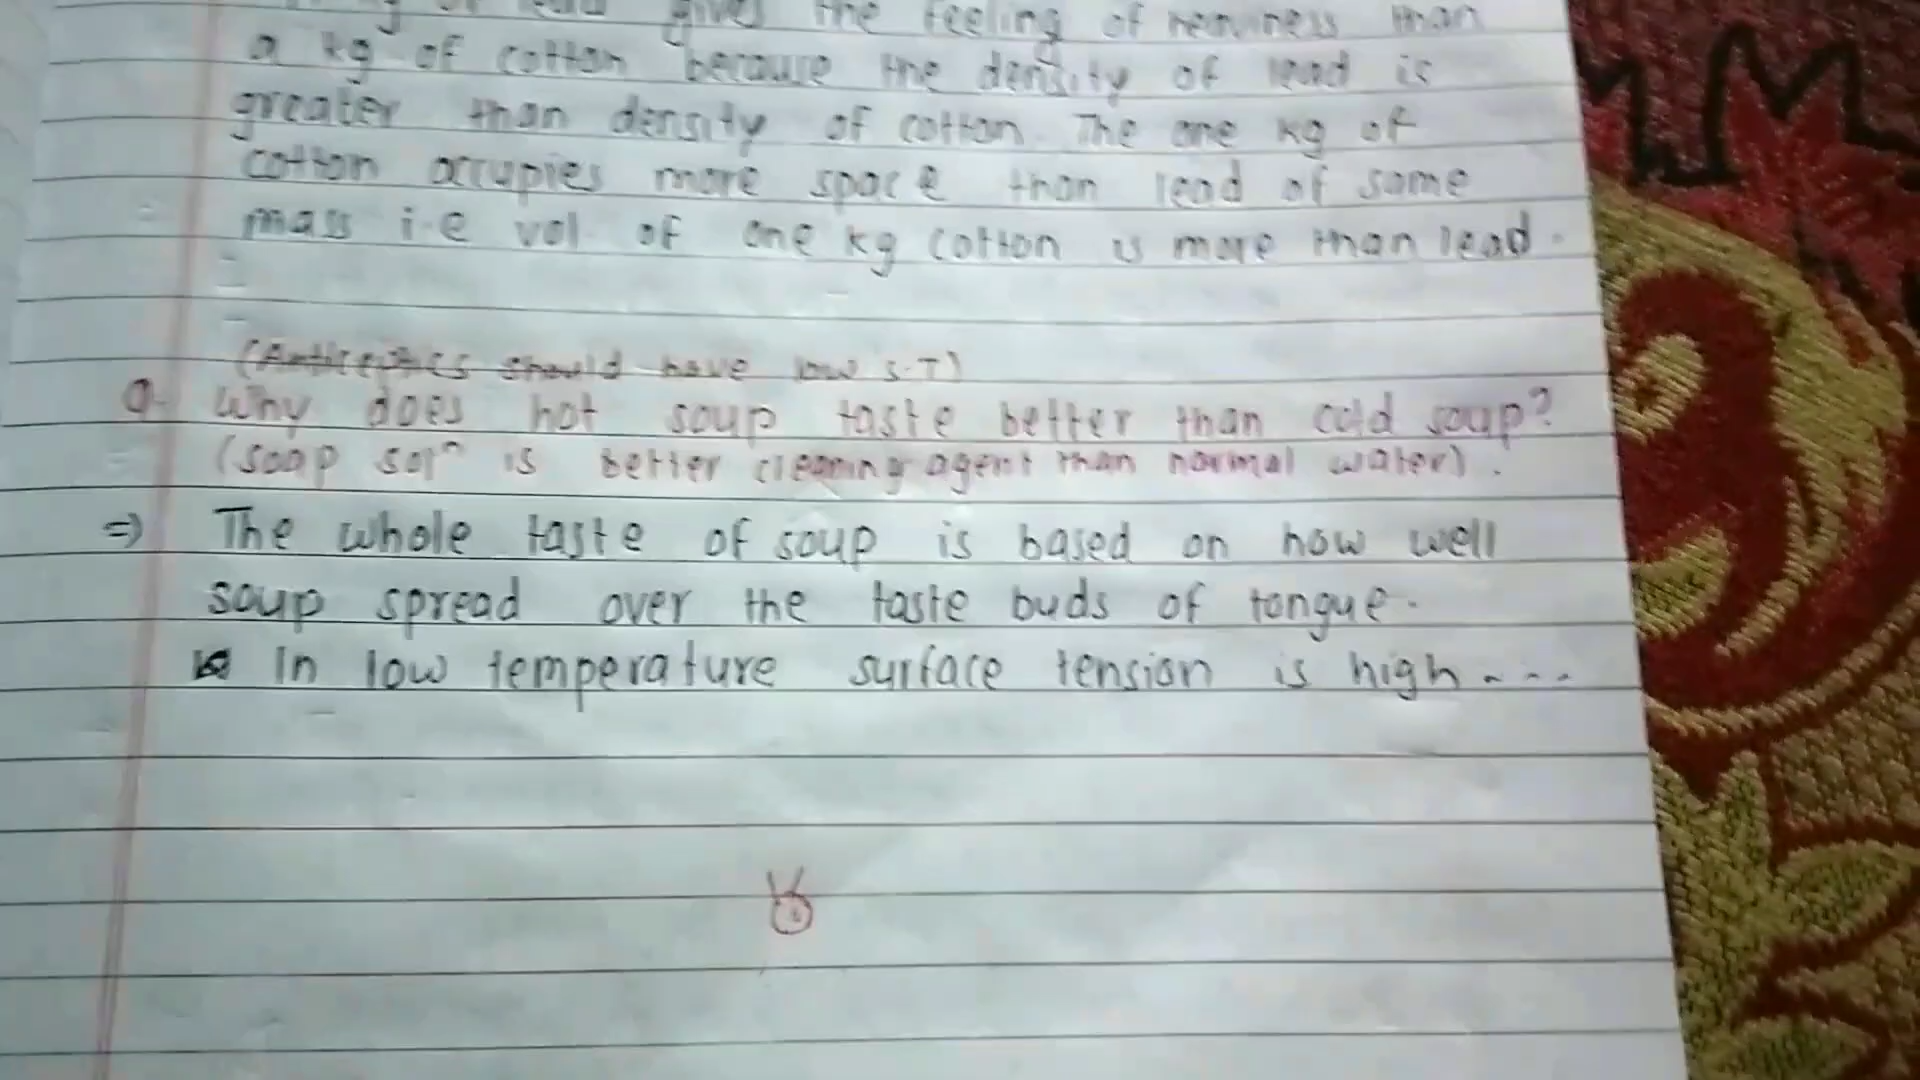 of lead gives the feeling of heaviness than
a kg of cotton because the density of lead is
greater than density of cotton. The one kg of
cotton occupies more space than lead of same
mass i.e vol. of one kg cotton is more than lead.
(Anticeptics should have low S.T)
Q. Why does hot soup taste better than cold soup?
(soap solⁿ is better cleaning agent than normal water).
=) The whole taste of soup is based on how well
soup spread over the taste buds of tongue.
In low temperature surface tension is high ....